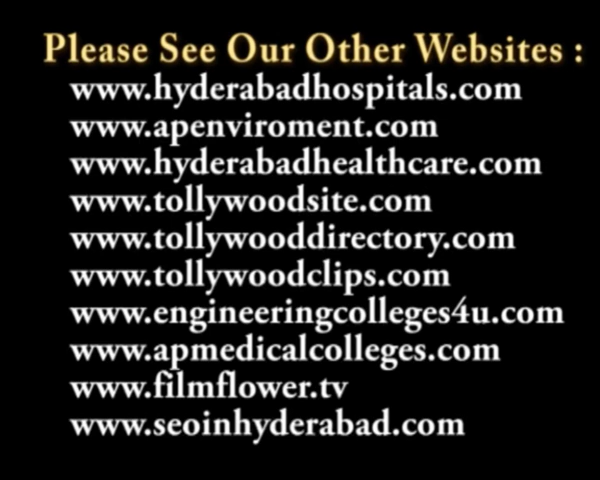 Please See Our Other Websites :
www.hyderabadhospitals.com
www.apenviroment.com
www.hyderabadhealthcare.com
www.tollywoodsite.com
www.tollywooddirectory.com
www.tollywoodclips.com
www.engineeringcolleges4u.com
www.apmedicalcolleges.com
www.filmflower.tv
www.seoinhyderabad.com